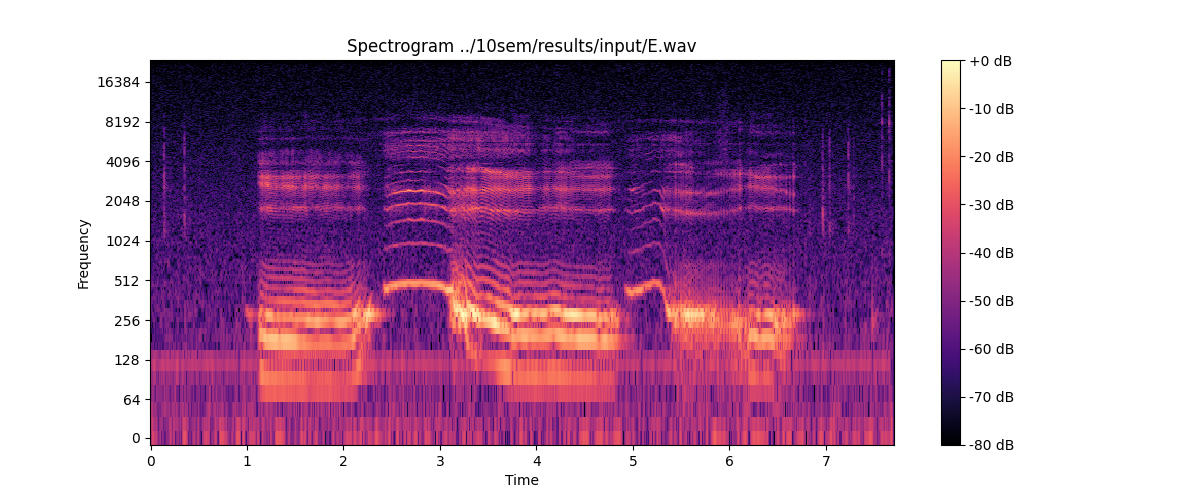 Spectrogram ../10sem/results/input/E.wav
16384
8192
4096
2048
1024
512
256
128
64
0
Frequency
0 1 2 3 4 5 6 7
Time
+0 dB
-10 dB
-20 dB
-30 dB
-40 dB
-50 dB
-60 dB
-70 dB
-80 dB